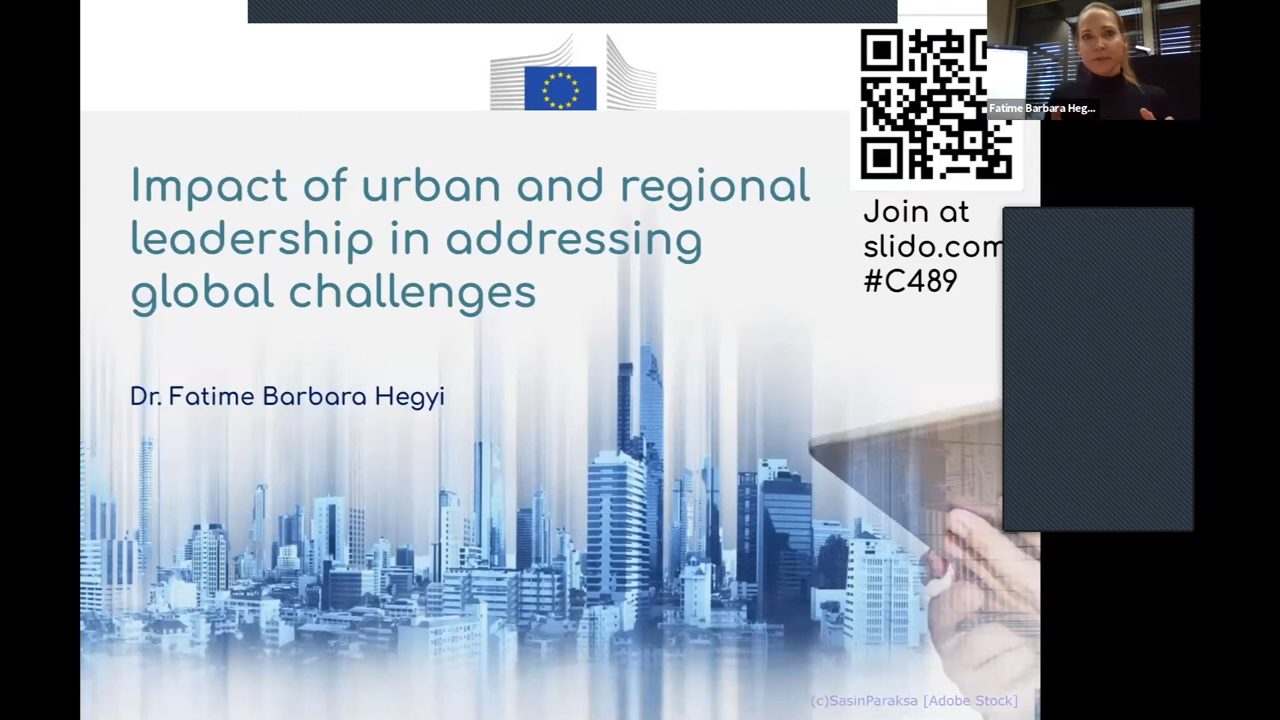 Impact of urban and regional
leadership in addressing
global challenges
Dr. Fatime Barbara Hegyi
Join at
slido.com
#C489
Fatime Barbara Heg...
(c)SasinParaksa [Adobe Stock]